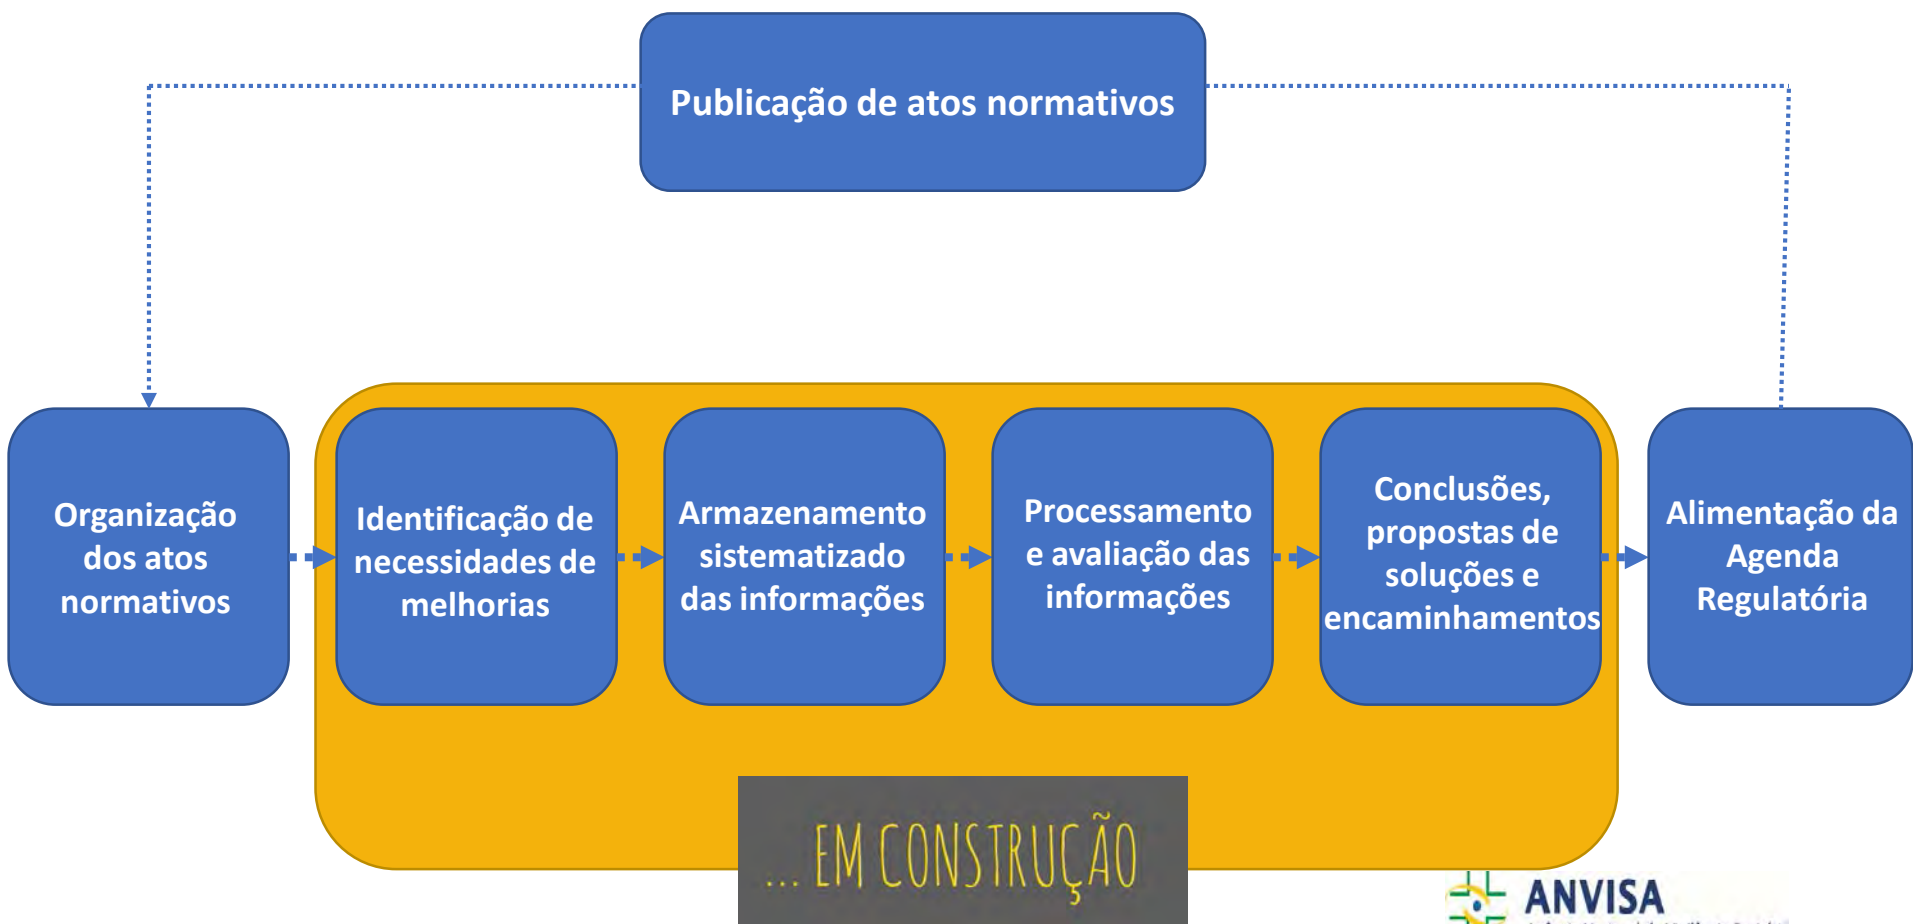 Publicação de atos normativos
Organização
dos atos
normativos
Identificação de
necessidades de
melhorias
Armazenamento
sistematizado
das informações
Processamento
e avaliação das
informações
Conclusões,
propostas de
soluções e
encaminhamentos
Alimentação da
Agenda
Regulatória
... EM CONSTRUÇÃO
ANVISA